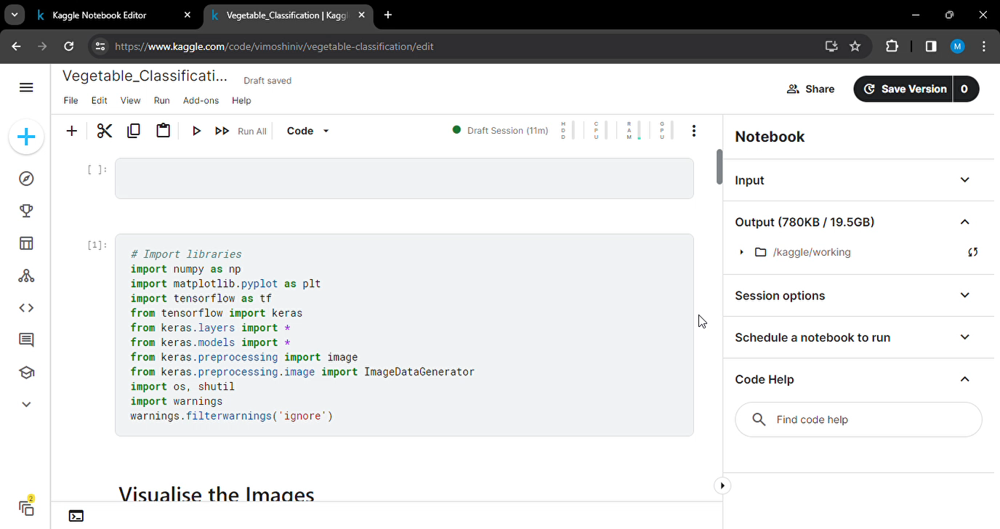 Kaggle Notebook Editor
Vegetable_Classification | Kaggl
https://www.kaggle.com/code/vimoshiniv/vegetable-classification/edit
M
Vegetable_Classificati...
Draft saved
File Edit View Run Add-ons Help
Share
Save Version 0
Run All
Code
Draft Session (11m)
HDD
CPU
RAM
GPU
[ ]:
[1]:
# Import libraries
import numpy as np
import matplotlib.pyplot as plt
import tensorflow as tf
from tensorflow import keras
from keras.layers import *
from keras.models import *
from keras.preprocessing import image
from keras.preprocessing.image import ImageDataGenerator
import os, shutil
import warnings
warnings.filterwarnings('ignore')
Visualise the Images
2
Notebook
Input
Output (780KB / 19.5GB)
/kaggle/working
Session options
Schedule a notebook to run
Code Help
Find code help